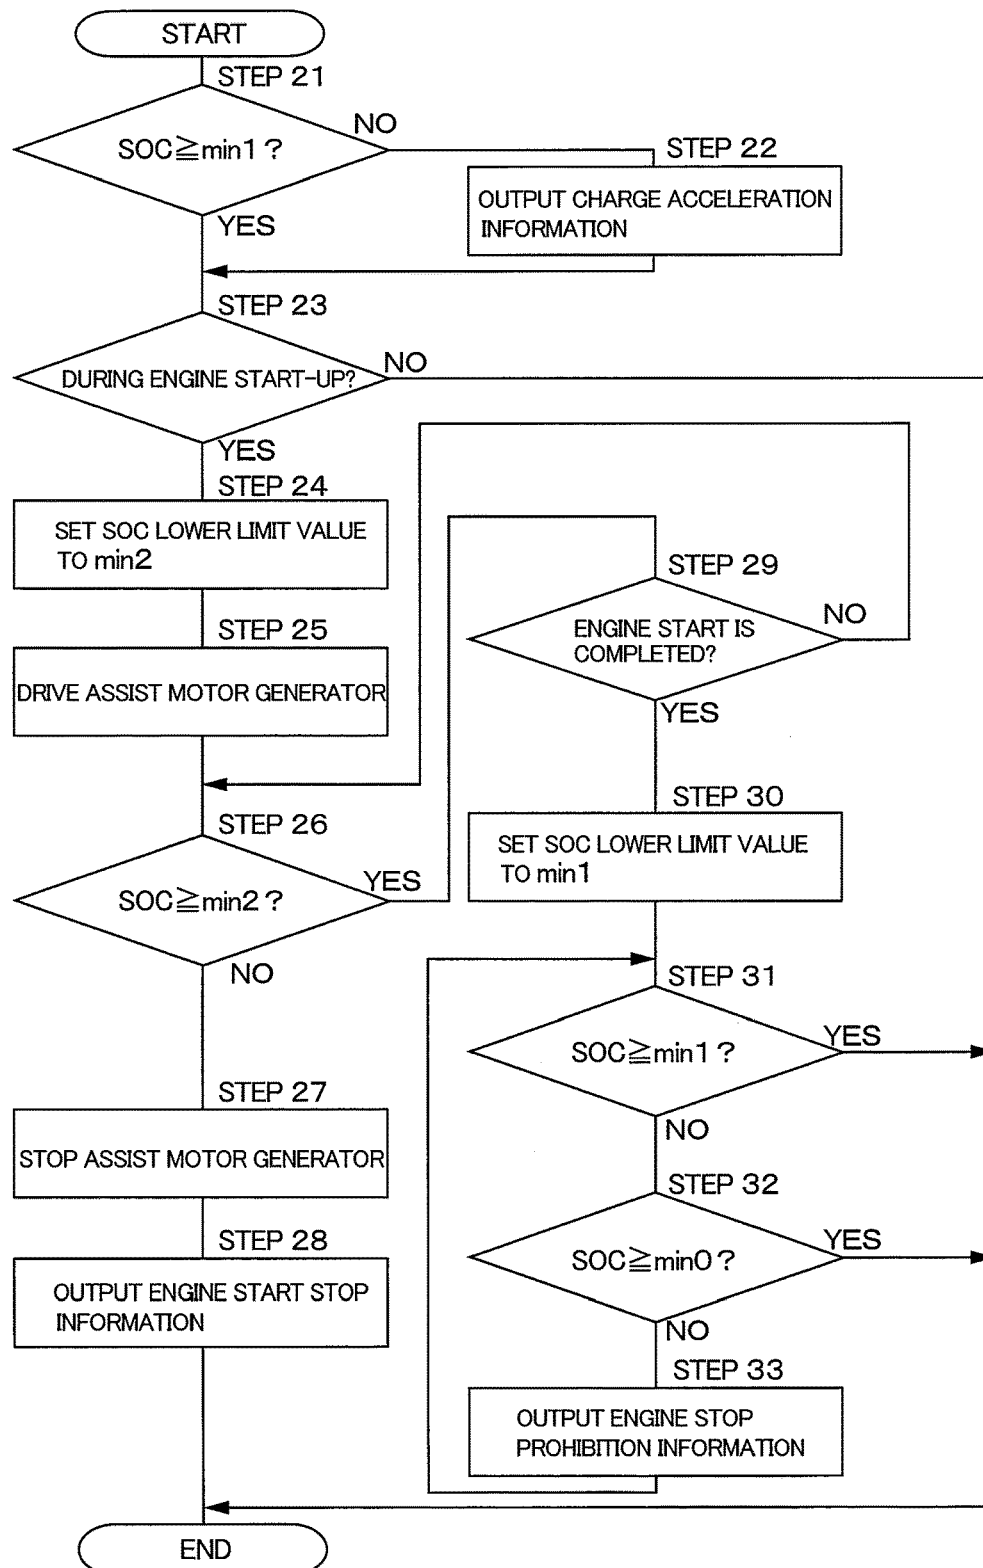 START
STEP 21
SOC≧min1?
NO
YES
STEP 22
OUTPUT CHARGE ACCELERATION
INFORMATION
STEP 23
DURING ENGINE START-UP?
NO
YES
STEP 24
SET SOC LOWER LIMIT VALUE
TO min2
STEP 25
DRIVE ASSIST MOTOR GENERATOR
STEP 26
SOC≧min2?
YES
NO
STEP 27
STOP ASSIST MOTOR GENERATOR
STEP 28
OUTPUT ENGINE START STOP
INFORMATION
STEP 29
ENGINE START IS
COMPLETED?
NO
YES
STEP 30
SET SOC LOWER LIMIT VALUE
TO min1
STEP 31
SOC≧min1?
YES
NO
STEP 32
SOC≧min0?
YES
NO
STEP 33
OUTPUT ENGINE STOP
PROHIBITION INFORMATION
END